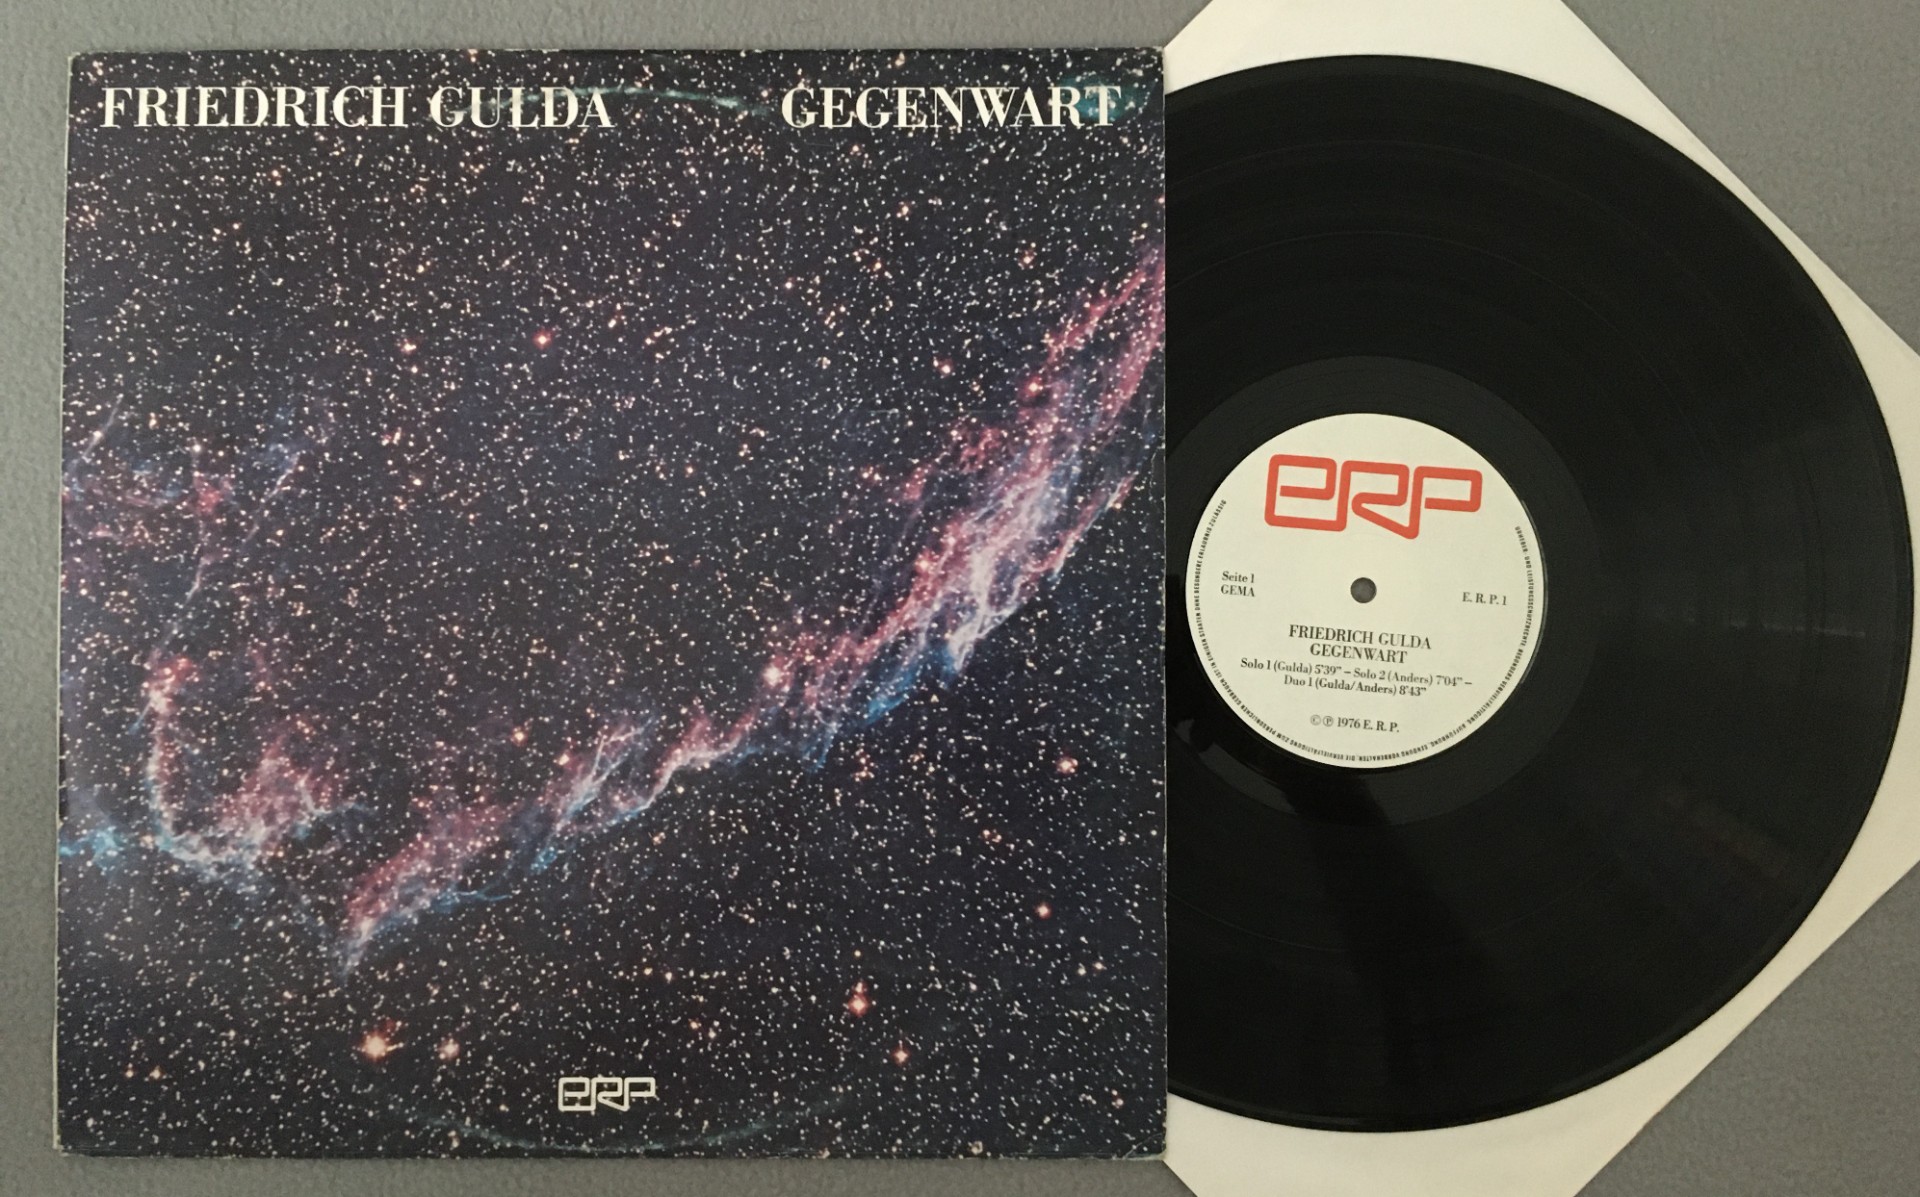 FRIEDRICH GULDA GEGENWART
ERP
ERP
Seite 1
GEMA
E. R. P. 1
FRIEDRICH GULDA
GEGENWART
Solo 1 (Gulda) 5'39" – Solo 2 (Anders) 7'04" –
Duo 1 (Gulda/Anders) 8'43"
©℗ 1976 E. R. P.